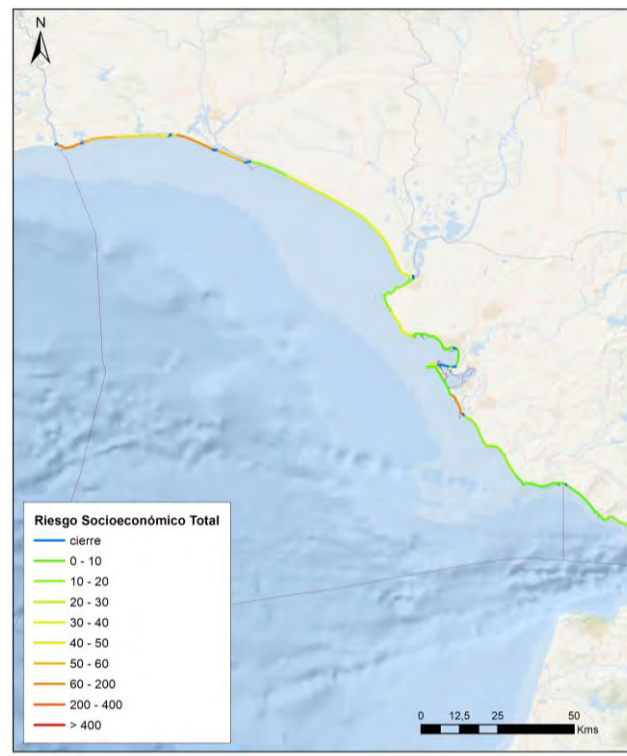 N
Riesgo Socioeconómico Total
cierre
0 - 10
10 - 20
20 - 30
30 - 40
40 - 50
50 - 60
60 - 200
200 - 400
> 400
0 12,5 25 50
Kms